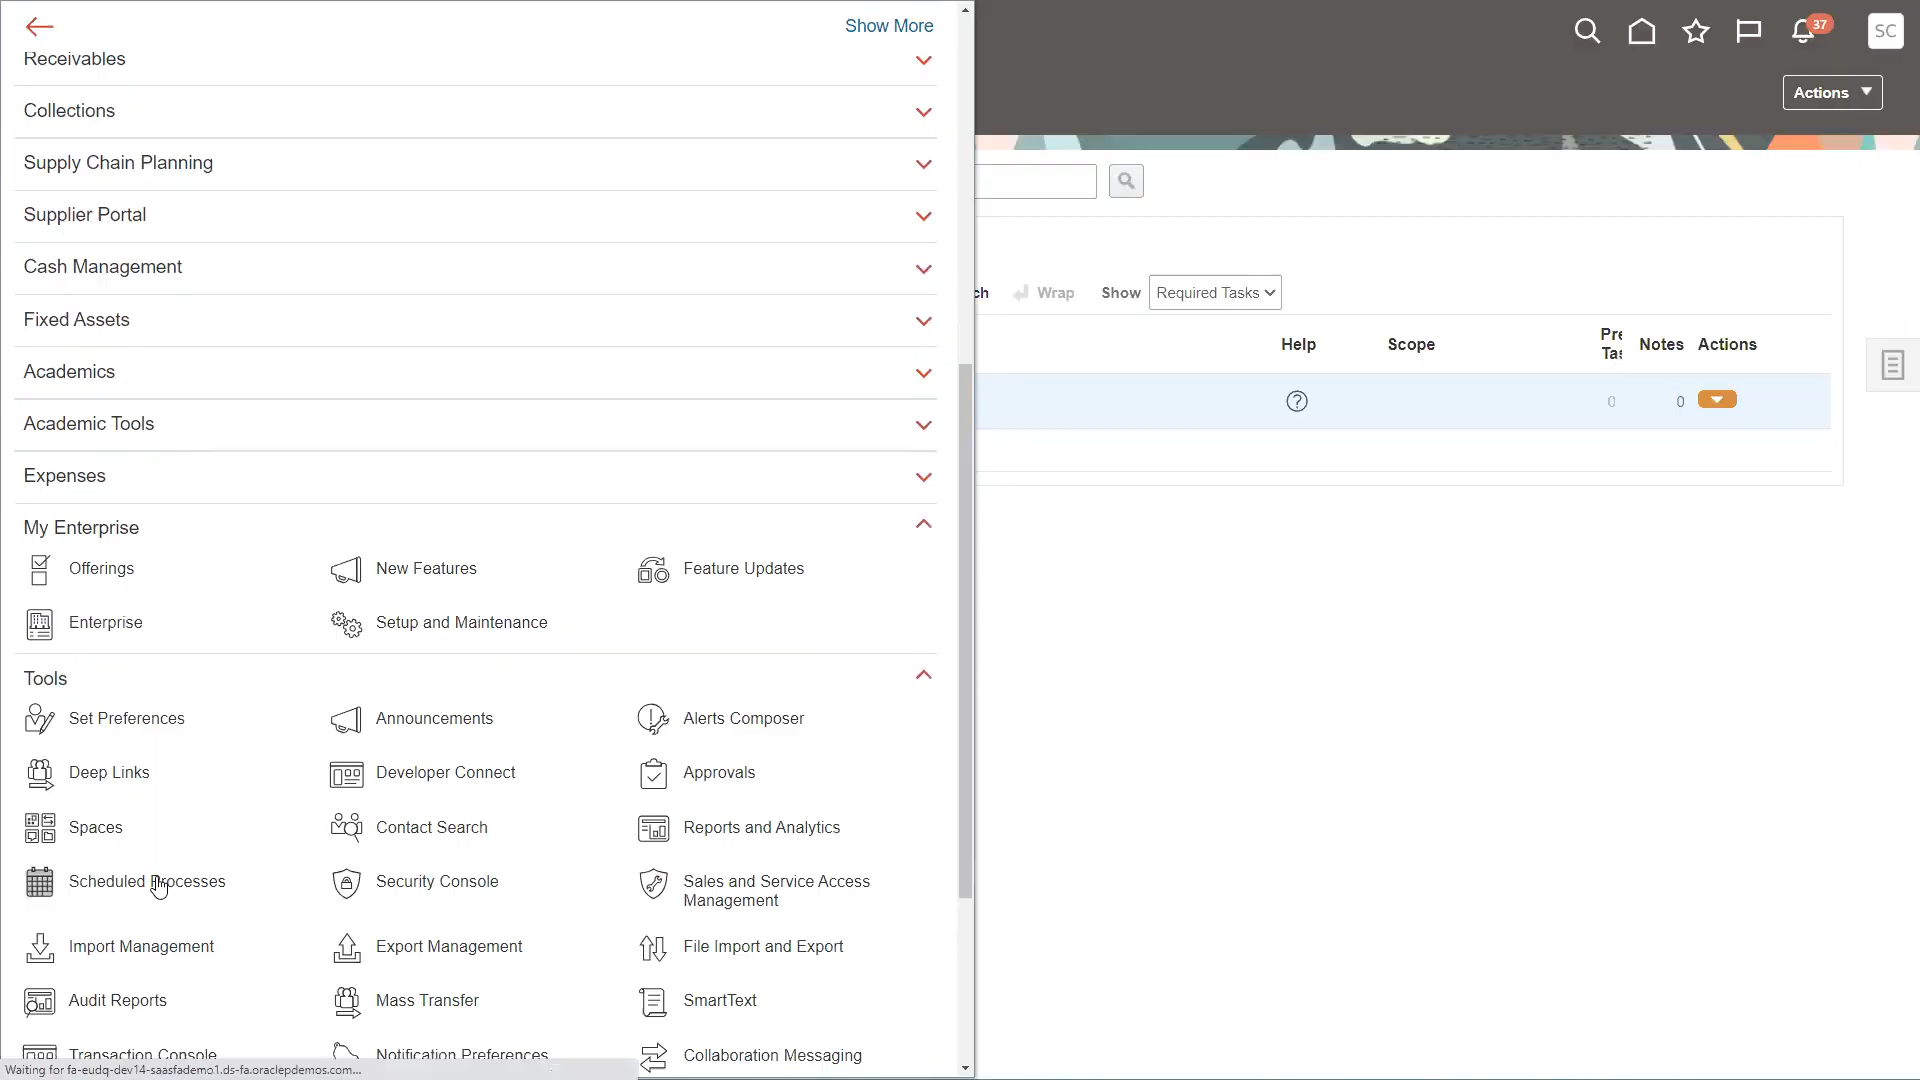 Show More
37
SC
Actions
Receivables
Collections
Supply Chain Planning
Supplier Portal
Cash Management
Fixed Assets
Academics
Academic Tools
Expenses
My Enterprise
Offerings
New Features
Feature Updates
Enterprise
Setup and Maintenance
Tools
Set Preferences
Announcements
Alerts Composer
Deep Links
Developer Connect
Approvals
Spaces
Contact Search
Reports and Analytics
Scheduled Processes
Security Console
Sales and Service Access
Management
Import Management
Export Management
File Import and Export
Audit Reports
Mass Transfer
SmartText
Transaction Console
Notification Preferences
Collaboration Messaging
Waiting for fa-eudq-dev14-saasfademo1.ds-fa.oraclepdemos.com...
ch
Wrap
Show
Required Tasks
Help
Scope
Pre
Tas
Notes
Actions
0
0